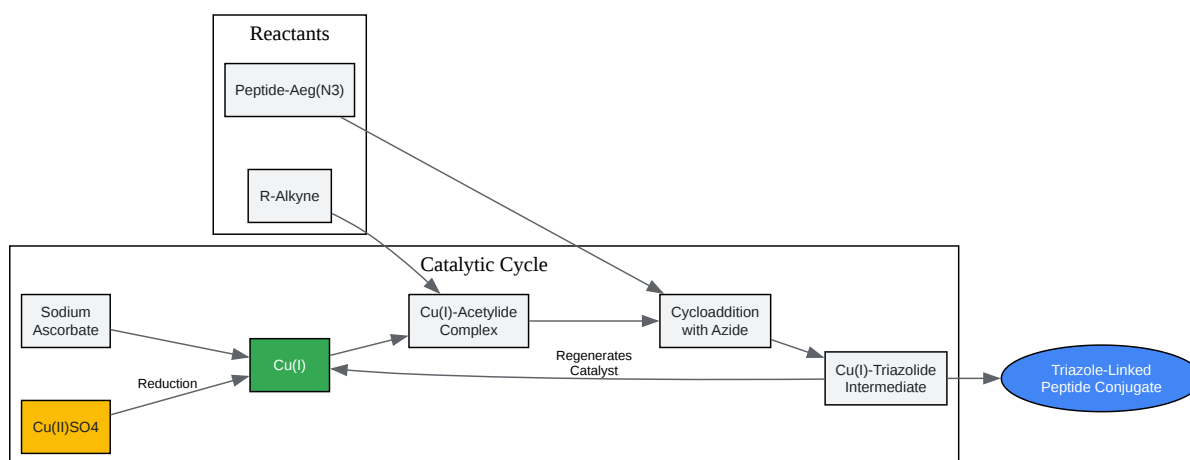 Reactants
Peptide-Aeg(N3)
R-Alkyne
Catalytic Cycle
Sodium
Ascorbate
Cu(I)-Acetylide
Complex
Cycloaddition
with Azide
Cu(I)
Regenerates
Catalyst
Reduction
Cu(I)-Triazolide
Intermediate
Triazole-Linked
Peptide Conjugate
Cu(II)SO4